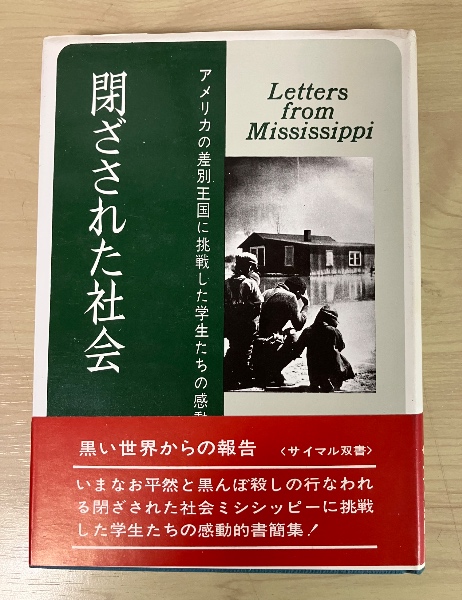 閉ざされた社会
アメリカの差別王国に挑戦した学生たちの感動
Letters
from
Mississippi
黒い世界からの報告
〈サイマル双書〉
いまなお平然と黒んぼ殺しの行なわれ
る閉ざされた社会ミシシッピーに挑戦
した学生たちの感動的書簡集！